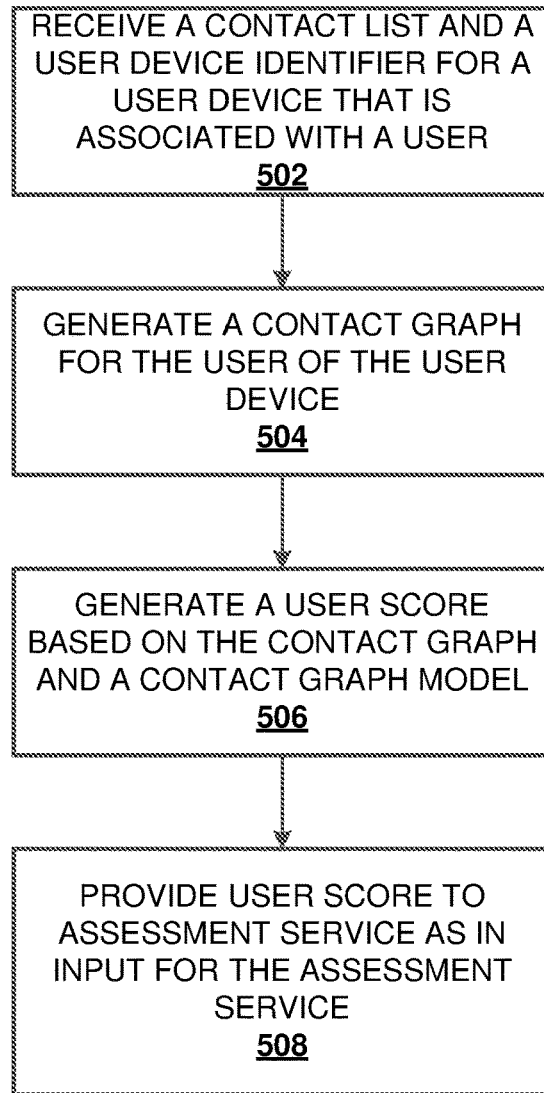 RECEIVE A CONTACT LIST AND A
USER DEVICE IDENTIFIER FOR A
USER DEVICE THAT IS
ASSOCIATED WITH A USER
502
GENERATE A CONTACT GRAPH
FOR THE USER OF THE USER
DEVICE
504
GENERATE A USER SCORE
BASED ON THE CONTACT GRAPH
AND A CONTACT GRAPH MODEL
506
PROVIDE USER SCORE TO
ASSESSMENT SERVICE AS IN
INPUT FOR THE ASSESSMENT
SERVICE
508